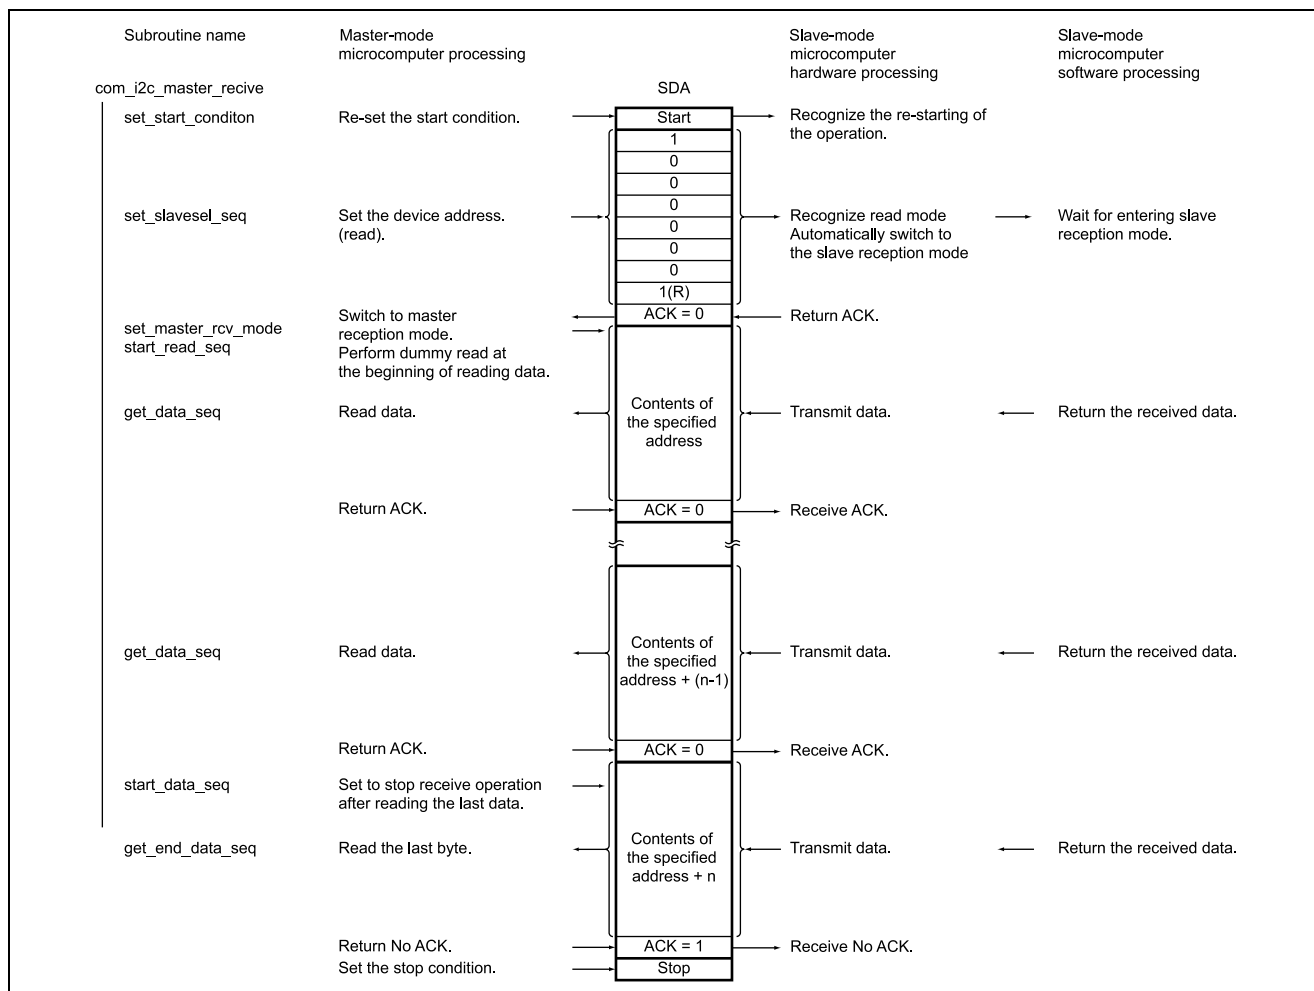 Subroutine name
Master-mode
microcomputer processing
Slave-mode
microcomputer
hardware processing
Slave-mode
microcomputer
software processing
com_i2c_master_recive
SDA
set_start_conditon
Re-set the start condition.
Start
Recognize the re-starting of
the operation.
1
0
0
0
0
0
0
1(R)
set_slavesel_seq
Set the device address.
(read).
Recognize read mode
Automatically switch to
the slave reception mode
Wait for entering slave
reception mode.
set_master_rcv_mode
start_read_seq
Switch to master
reception mode.
Perform dummy read at
the beginning of reading data.
ACK = 0
Return ACK.
get_data_seq
Read data.
Contents of
the specified
address
Transmit data.
Return the received data.
Return ACK.
ACK = 0
Receive ACK.
get_data_seq
Read data.
Contents of
the specified
address + (n-1)
Transmit data.
Return the received data.
Return ACK.
ACK = 0
Receive ACK.
start_data_seq
Set to stop receive operation
after reading the last data.
get_end_data_seq
Read the last byte.
Contents of
the specified
address + n
Transmit data.
Return the received data.
Return No ACK.
ACK = 1
Receive No ACK.
Set the stop condition.
Stop